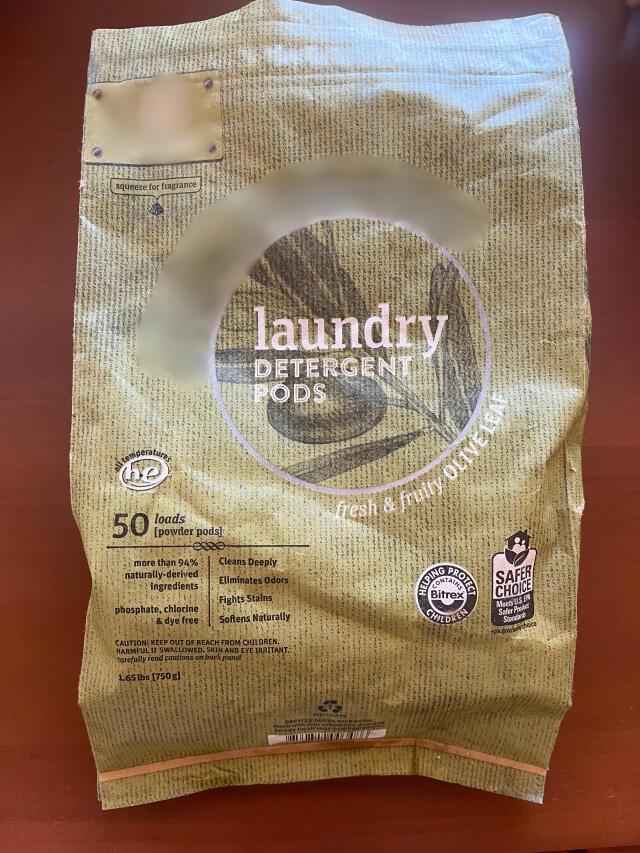 squeeze for fragrance
laundry
DETERGENT
PODS
fresh & fruity OLIVE LEAF
all temperatures
he
50 loads
[powder pods]
more than 94%
naturally-derived
ingredients
phosphate, chlorine
& dye free
Cleans Deeply
Eliminates Odors
Fights Stains
Softens Naturally
HELPING PROTECT
CONTAINS
Bitrex
CHILDREN
SAFER
CHOICE
Meets U.S. EPA
Safer Product
Standards
CAUTION: KEEP OUT OF REACH FROM CHILDREN.
HARMFUL IF SWALLOWED. SKIN AND EYE IRRITANT.
carefully read cautions on back panel
1.65lbs [750g]